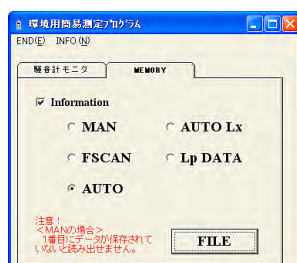 環境用簡易測定ﾌﾟﾛｸﾞﾗﾑ
END(E) INFO.(N)
騒音計モニタ MEMORY
Information
MAN AUTO Lx
FSCAN Lp DATA
AUTO
注意！
＜MANの場合＞
1番目にデータが保存されて
いないと読み出せません。
FILE